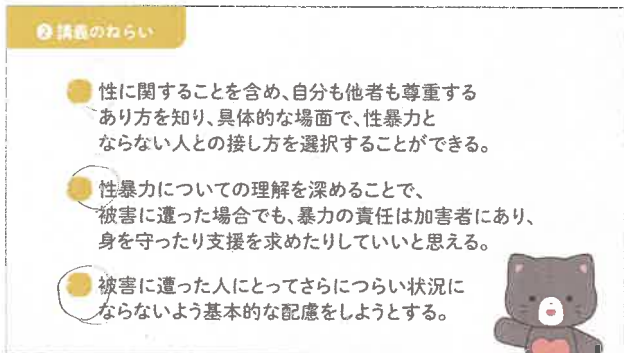 ❷ 講義のねらい
性に関することを含め、自分も他者も尊重する
あり方を知り、具体的な場面で、性暴力と
ならない人との接し方を選択することができる。
性暴力についての理解を深めることで、
被害に遭った場合でも、暴力の責任は加害者にあり、
身を守ったり支援を求めたりしていいと思える。
被害に遭った人にとってさらにつらい状況に
ならないよう基本的な配慮をしようとする。